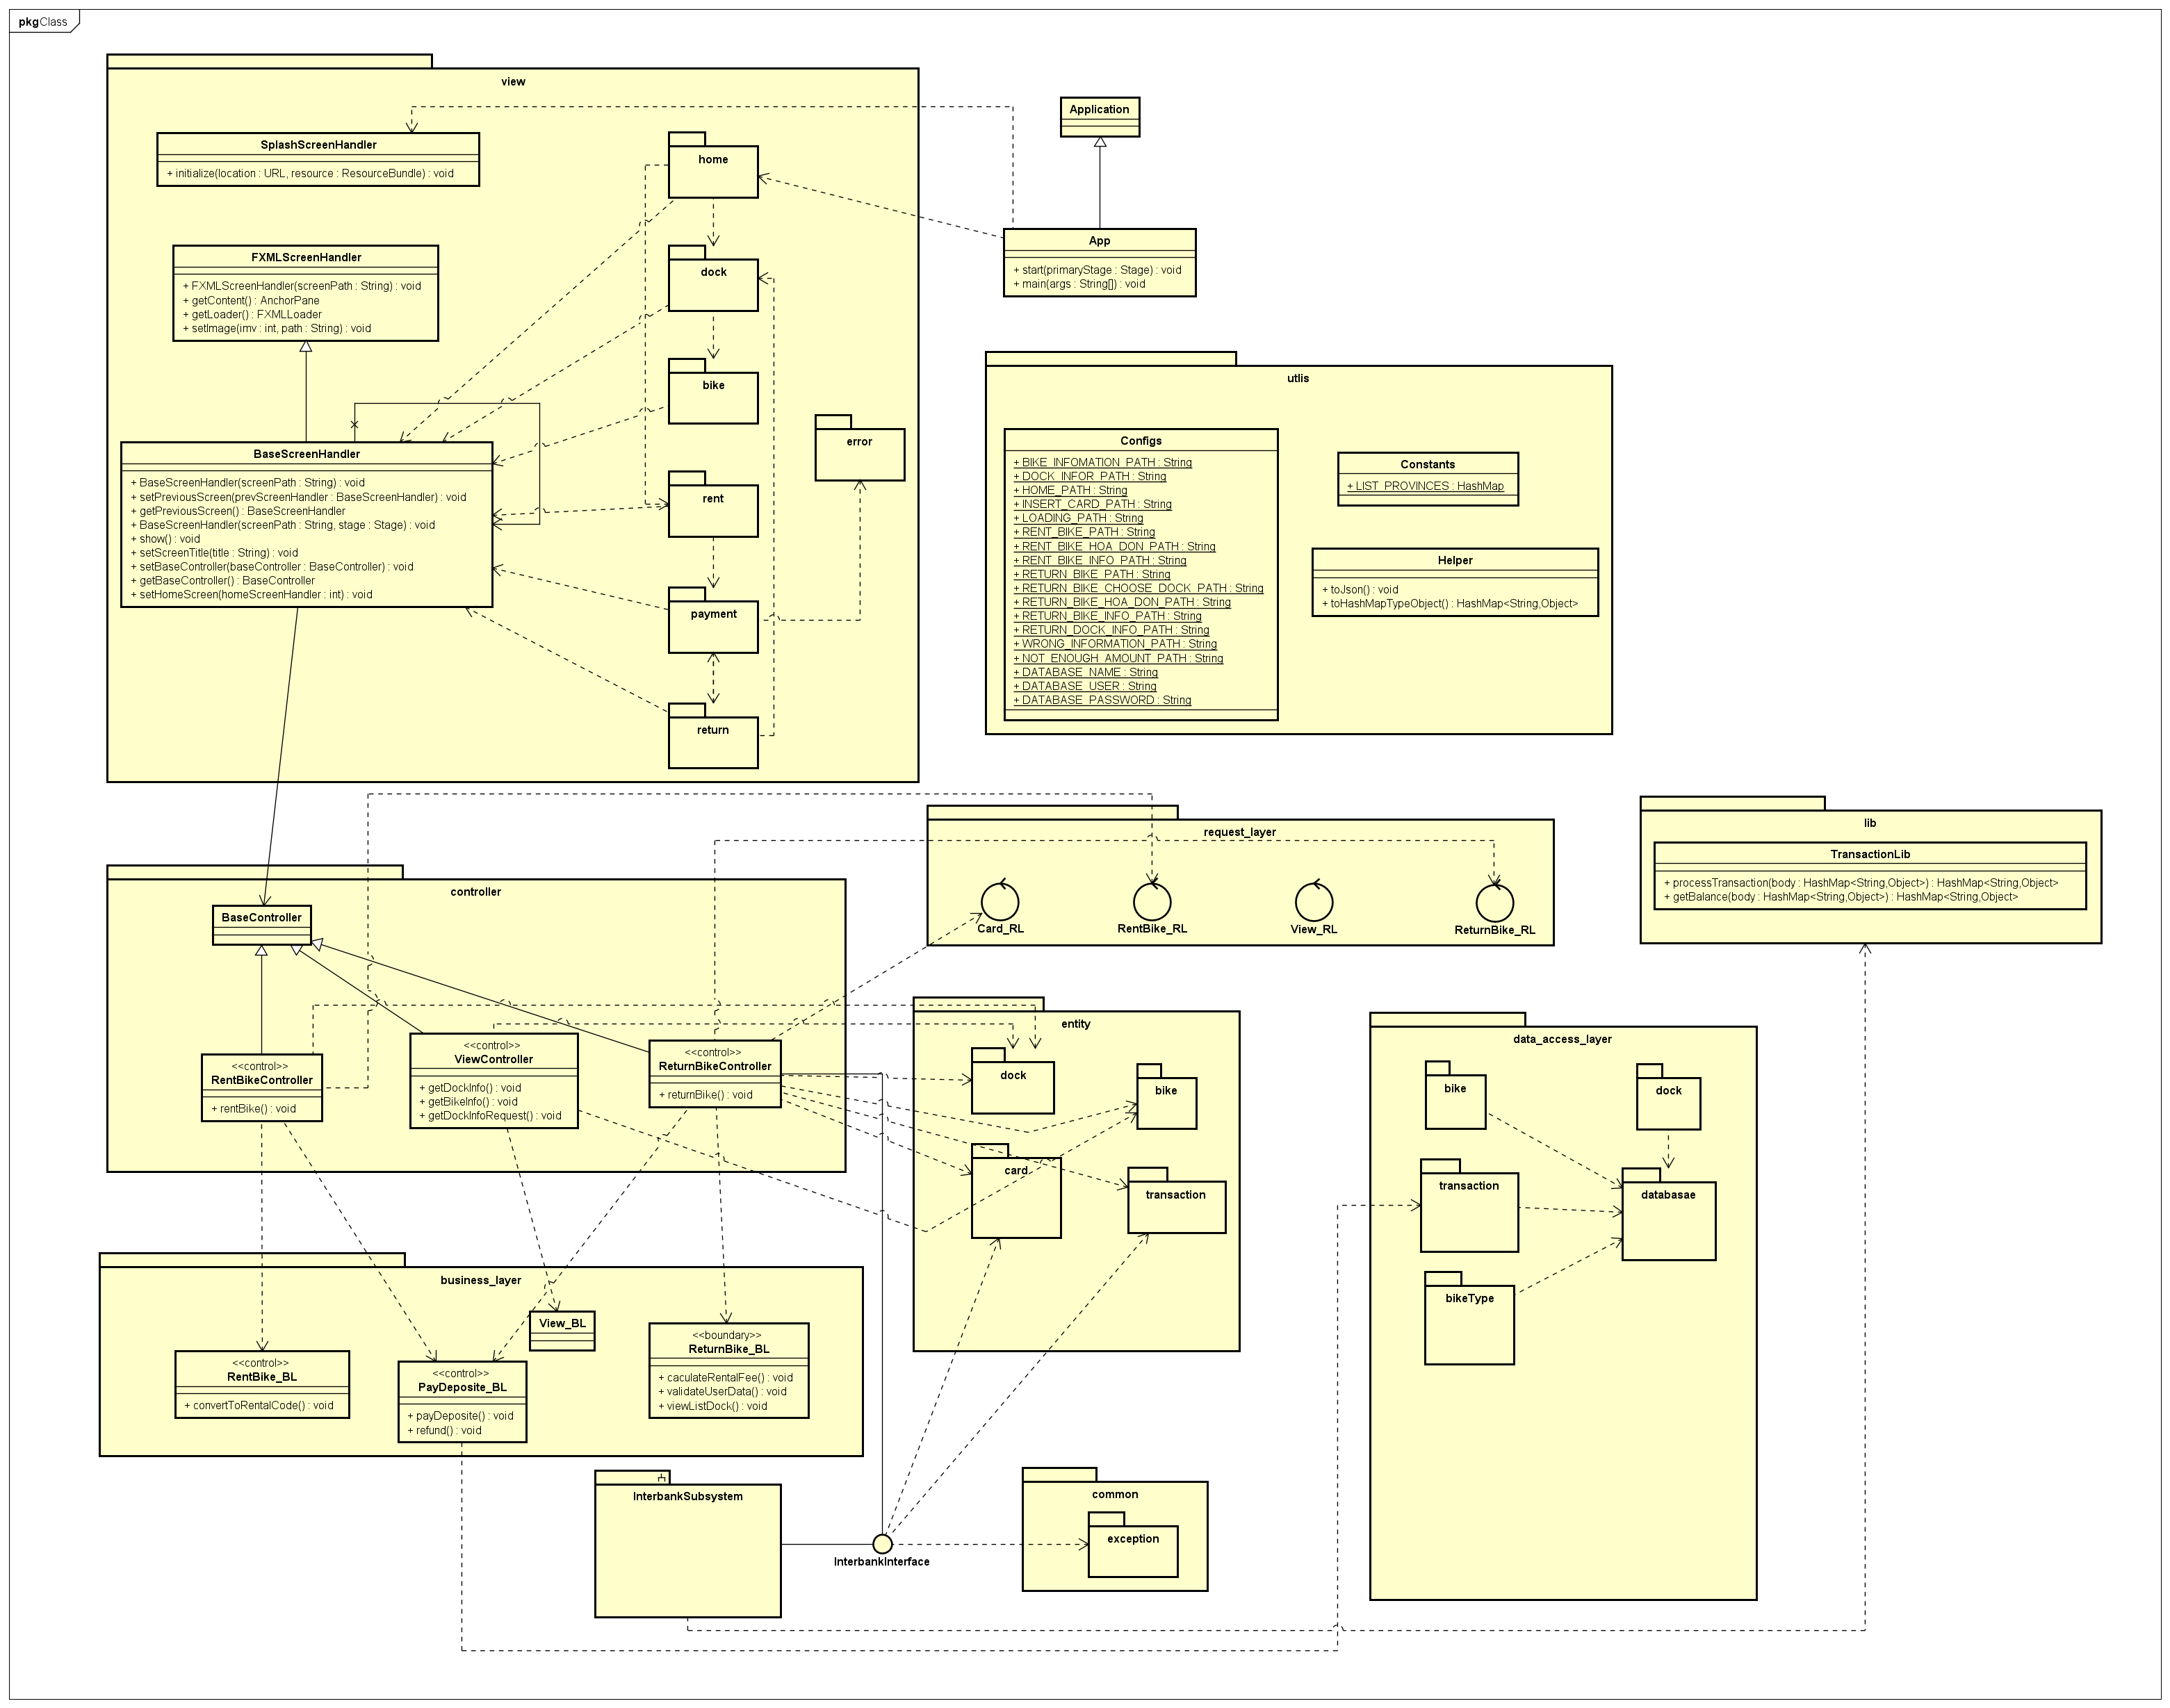 pkg Class
view
SplashScreenHandler
+ initialize(location : URL, resource : ResourceBundle) : void
FXMLScreenHandler
+ FXMLScreenHandler(screenPath : String) : void
+ getContent() : AnchorPane
+ getLoader() : FXMLLoader
+ setImage(imv : int, path : String) : void
BaseScreenHandler
+ BaseScreenHandler(screenPath : String) : void
+ setPreviousScreen(prevScreenHandler : BaseScreenHandler) : void
+ getPreviousScreen() : BaseScreenHandler
+ BaseScreenHandler(screenPath : String, stage : Stage) : void
+ show() : void
+ setScreenTitle(title : String) : void
+ setBaseController(baseController : BaseController) : void
+ getBaseController() : BaseController
+ setHomeScreen(homeScreenHandler : int) : void
home
dock
bike
rent
payment
return
error
Application
App
+ start(primaryStage : Stage) : void
+ main(args : String[]) : void
utlis
Configs
+ BIKE_INFOMATION_PATH : String
+ DOCK_INFOR_PATH : String
+ HOME_PATH : String
+ INSERT_CARD_PATH : String
+ LOADING_PATH : String
+ RENT_BIKE_PATH : String
+ RENT_BIKE_HOA_DON_PATH : String
+ RENT_BIKE_INFO_PATH : String
+ RETURN_BIKE_PATH : String
+ RETURN_BIKE_CHOOSE_DOCK_PATH : String
+ RETURN_BIKE_HOA_DON_PATH : String
+ RETURN_BIKE_INFO_PATH : String
+ RETURN_DOCK_INFO_PATH : String
+ WRONG_INFORMATION_PATH : String
+ NOT_ENOUGH_AMOUNT_PATH : String
+ DATABASE_NAME : String
+ DATABASE_USER : String
+ DATABASE_PASSWORD : String
Constants
+ LIST_PROVINCES : HashMap
Helper
+ toJson() : void
+ toHashMapTypeObject() : HashMap<String,Object>
request_layer
Card_RL
RentBike_RL
View_RL
ReturnBike_RL
lib
TransactionLib
+ processTransaction(body : HashMap<String,Object>) : HashMap<String,Object>
+ getBalance(body : HashMap<String,Object>) : HashMap<String,Object>
controller
BaseController
<<control>>
RentBikeController
+ rentBike() : void
<<control>>
ViewController
+ getDockInfo() : void
+ getBikeInfo() : void
+ getDockInfoRequest() : void
<<control>>
ReturnBikeController
+ returnBike() : void
entity
dock
bike
card
transaction
data_access_layer
bike
dock
transaction
databasae
bikeType
business_layer
<<control>>
RentBike_BL
+ convertToRentalCode() : void
<<control>>
PayDeposite_BL
+ payDeposite() : void
+ refund() : void
View_BL
<<boundary>>
ReturnBike_BL
+ caculateRentalFee() : void
+ validateUserData() : void
+ viewListDock() : void
InterbankSubsystem
InterbankInterface
common
exception